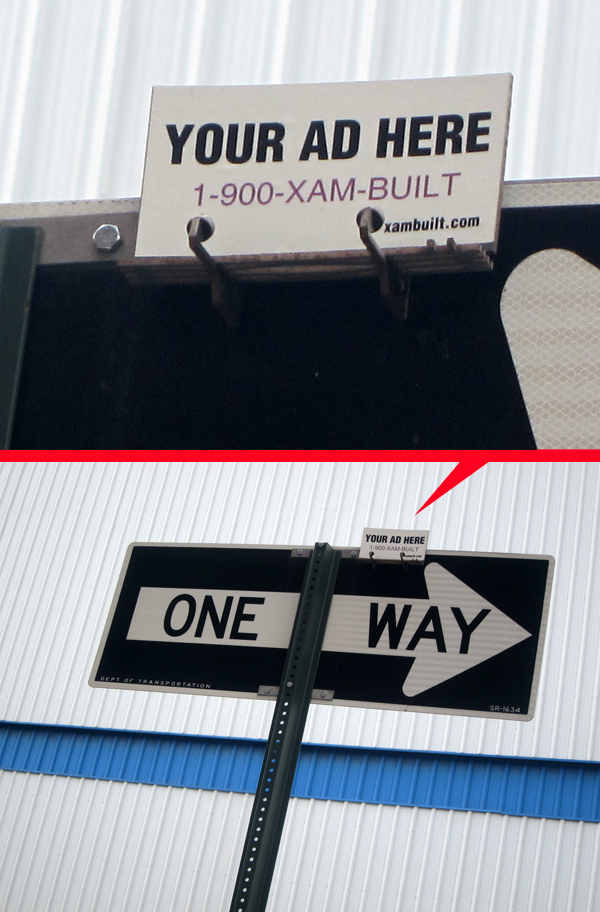 YOUR AD HERE
1-900-XAM-BUILT
xambuilt.com
YOUR AD HERE
1-900-XAM-BUILT
ONE WAY
DEPT OF TRANSPORTATION
SR-1634